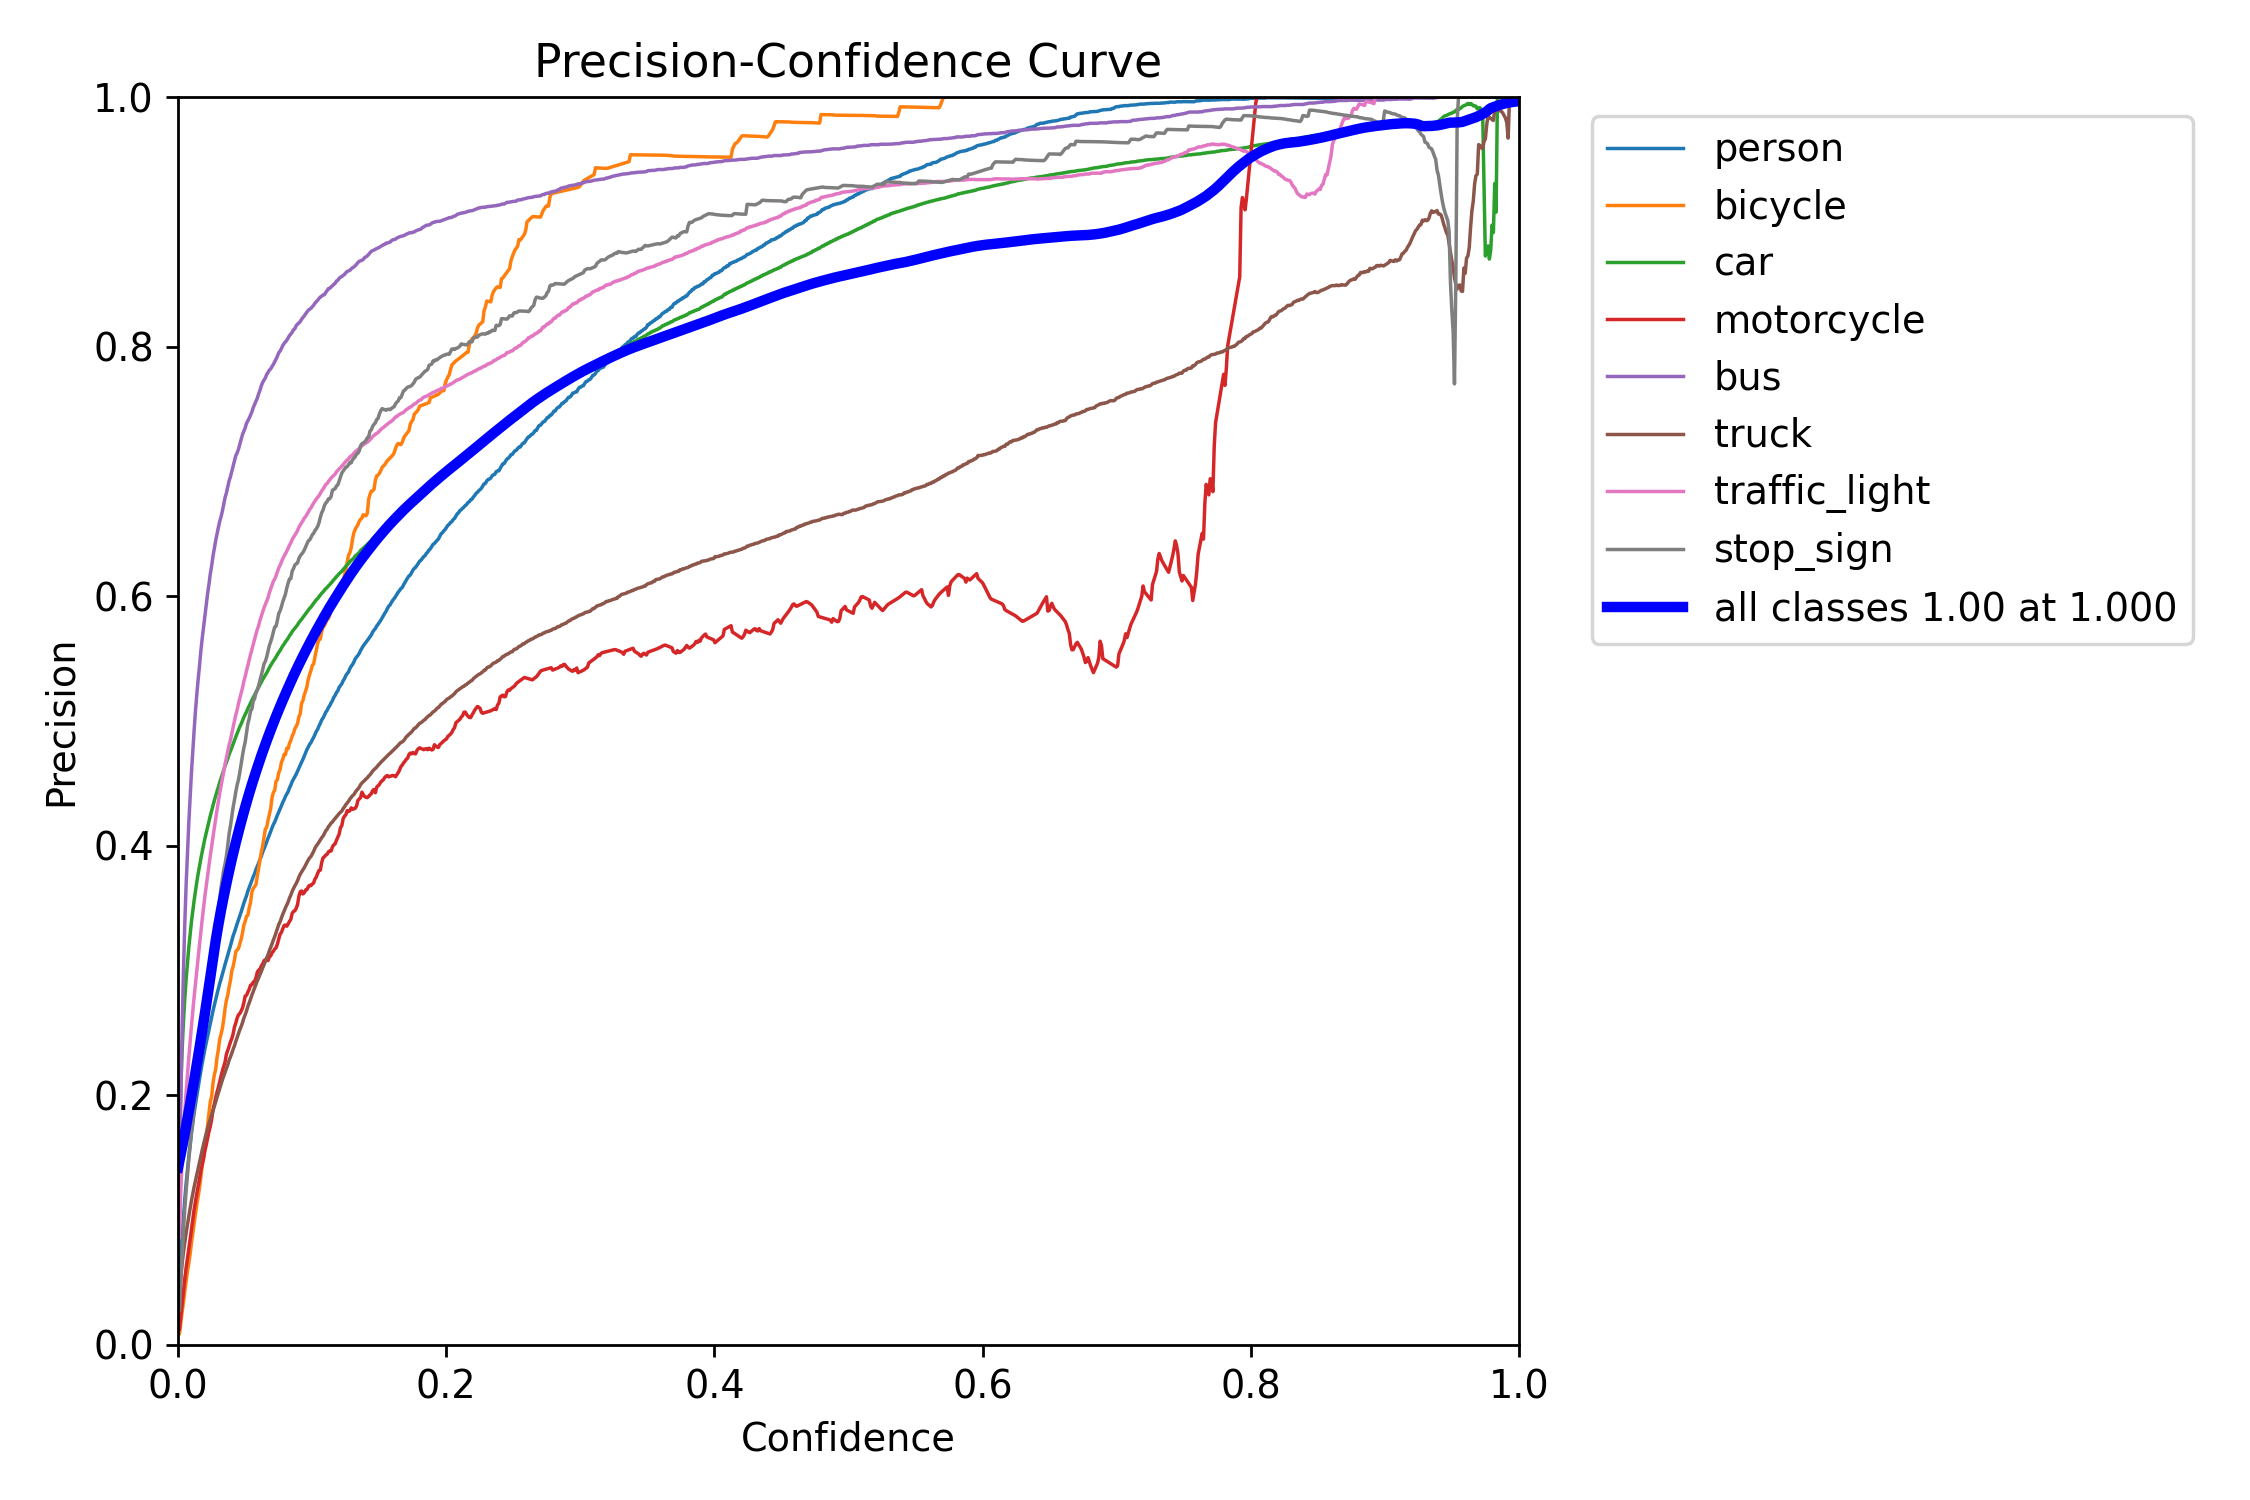 Precision-Confidence Curve
1.0
0.8
0.6
0.4
0.2
0.0
Precision
0.0 0.2 0.4 0.6 0.8 1.0
Confidence
person
bicycle
car
motorcycle
bus
truck
traffic_light
stop_sign
all classes 1.00 at 1.000